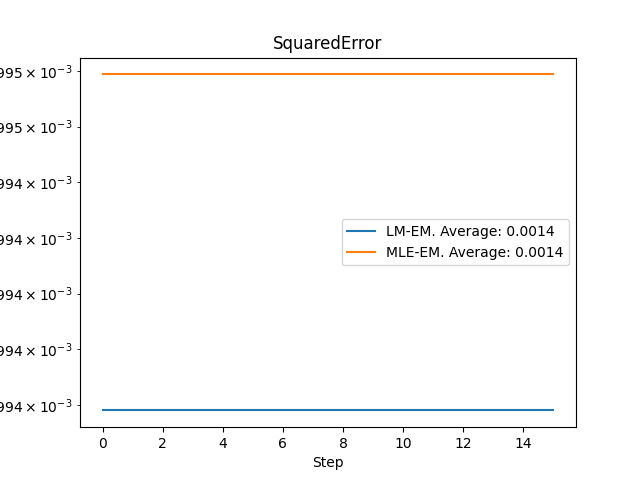 SquaredError
995 × 10⁻³
995 × 10⁻³
994 × 10⁻³
994 × 10⁻³
994 × 10⁻³
994 × 10⁻³
994 × 10⁻³
LM-EM. Average: 0.0014
MLE-EM. Average: 0.0014
0 2 4 6 8 10 12 14
Step